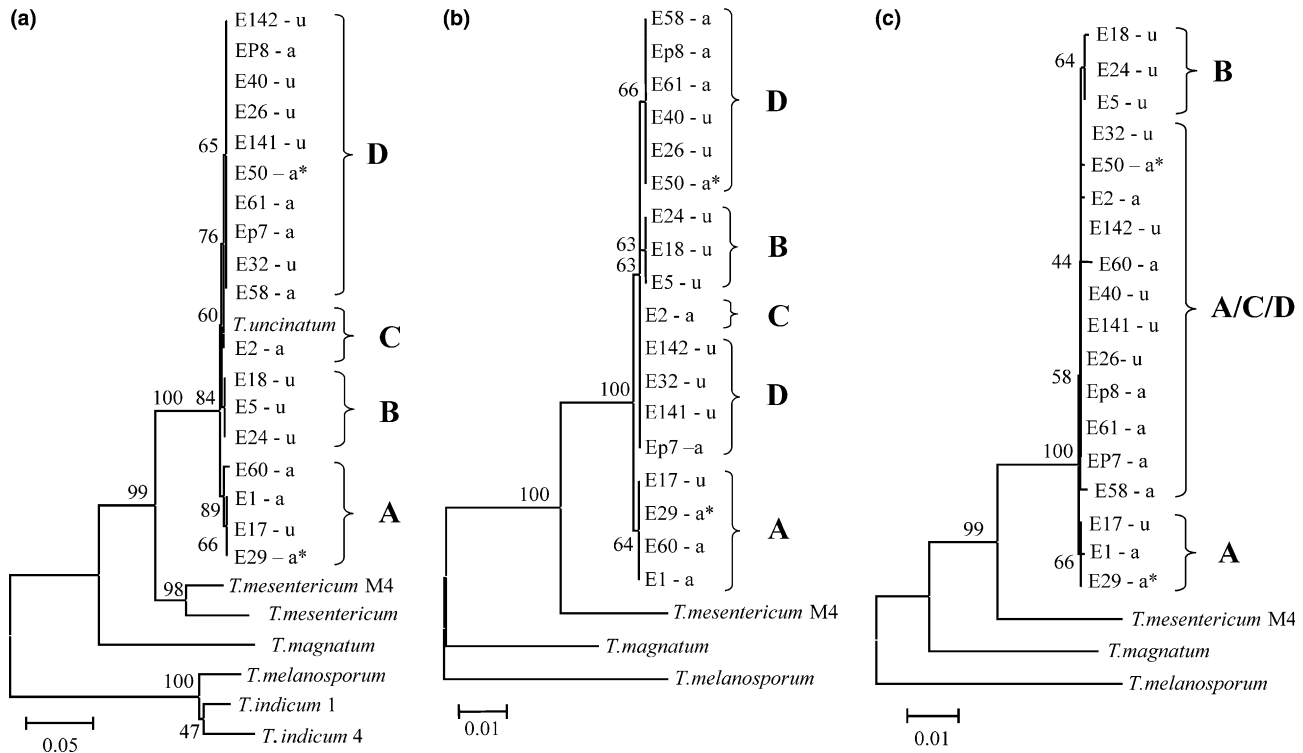 (a)
E142 - u
EP8 - a
E40 - u
E26 - u
E141 - u
65
E50 – a*
D
E61 - a
Ep7 - a
76
E32 - u
E58 - a
60
T.uncinatum
C
E2 - a
E18 - u
100
84
E5 - u
B
E24 - u
E60 - a
99
E1 - a
89
A
E17 - u
66
E29 – a*
98
T.mesentericum M4
T.mesentericum
T.magnatum
100
T.melanosporum
T.indicum 1
47
T.indicum 4
0.05
(b)
E58 - a
Ep8 - a
66
E61 - a
D
E40 - u
E26 - u
E50 - a*
E24 - u
63
E18 - u
B
63
E5 - u
E2 - a
C
E142 - u
E32 - u
100
D
E141 - u
Ep7 –a
E17 - u
100
E29 - a*
A
64
E60 - a
E1 - a
T.mesentericum M4
T.magnatum
T.melanosporum
0.01
(c)
E18 - u
64
E24 - u
B
E5 - u
E32 - u
E50 – a*
E2 - a
E142 - u
44
E60 - a
E40 - u
A/C/D
E141 - u
E26- u
58
Ep8 - a
E61 - a
100
EP7 - a
E58 - a
E17 - u
99
E1 - a
A
66
E29 - a*
T.mesentericum M4
T.magnatum
T.melanosporum
0.01